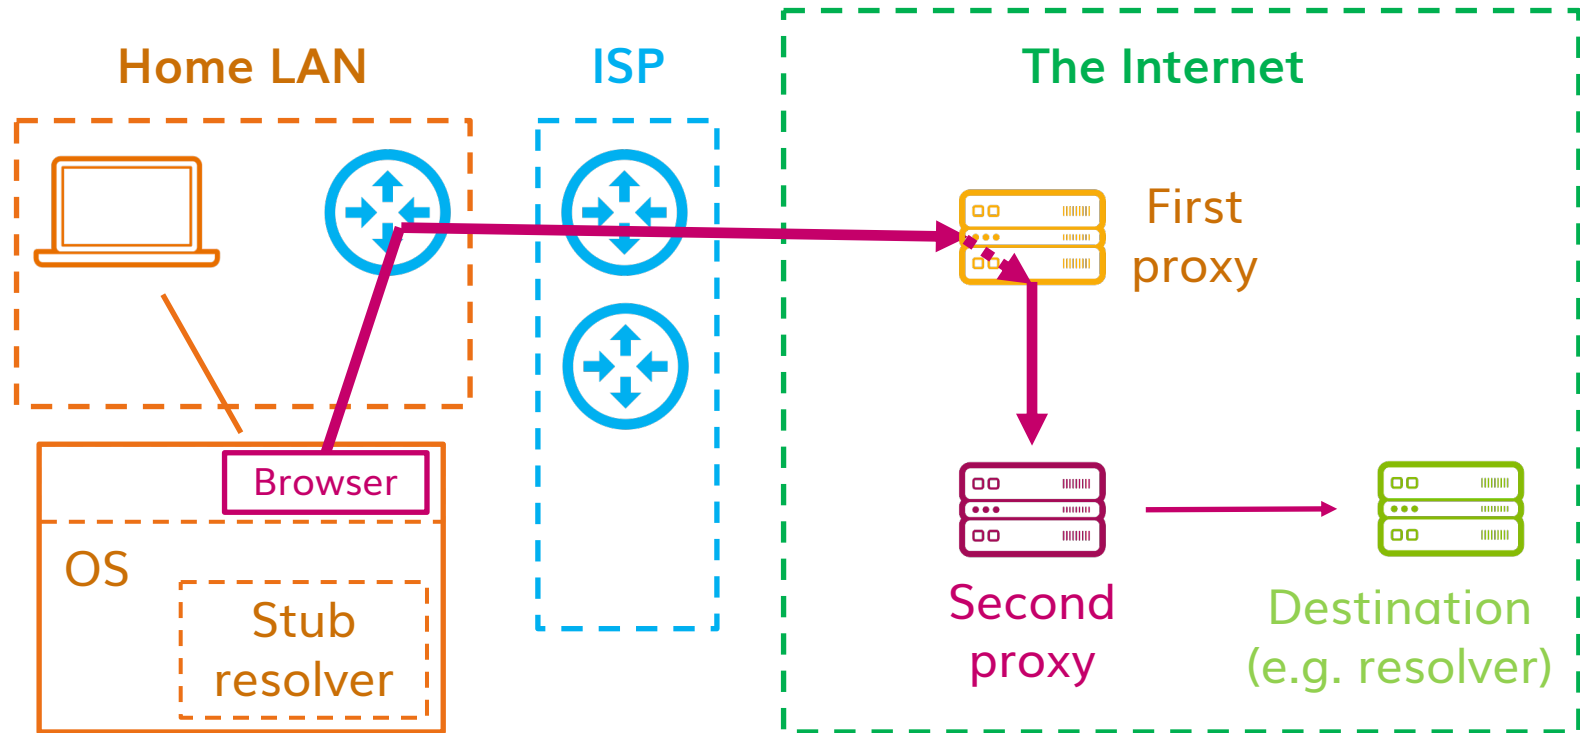 Home LAN
ISP
The Internet
First
proxy
Browser
OS
Stub
resolver
Second
proxy
Destination
(e.g. resolver)